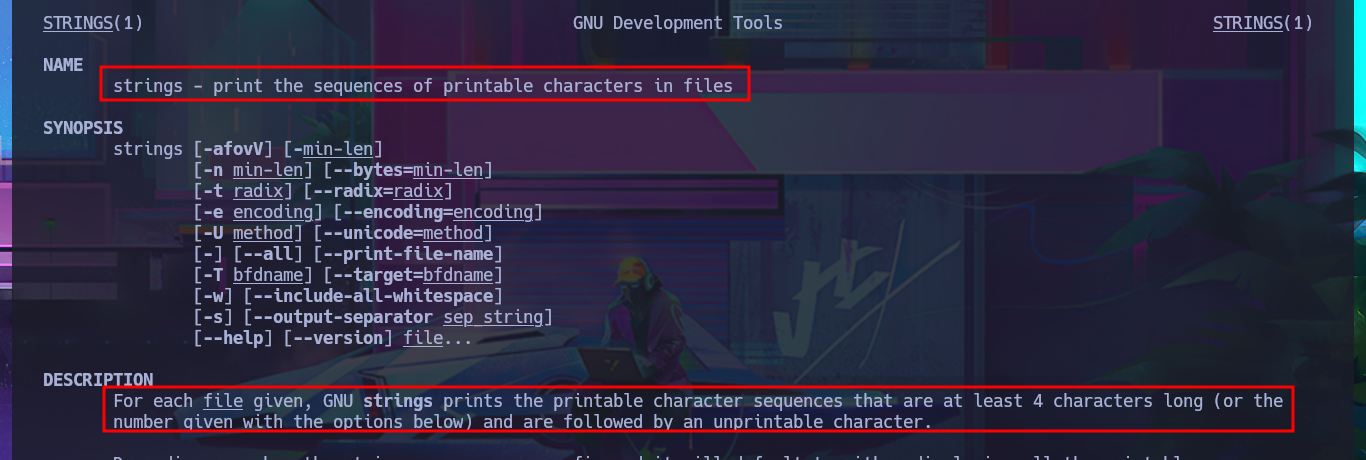 STRINGS(1) GNU Development Tools STRINGS(1)
NAME
strings - print the sequences of printable characters in files
SYNOPSIS
strings [-afovV] [-min-len]
[-n min-len] [--bytes=min-len]
[-t radix] [--radix=radix]
[-e encoding] [--encoding=encoding]
[-U method] [--unicode=method]
[-] [--all] [--print-file-name]
[-T bfdname] [--target=bfdname]
[-w] [--include-all-whitespace]
[-s] [--output-separator sep_string]
[--help] [--version] file...
DESCRIPTION
For each file given, GNU strings prints the printable character sequences that are at least 4 characters long (or the
number given with the options below) and are followed by an unprintable character.